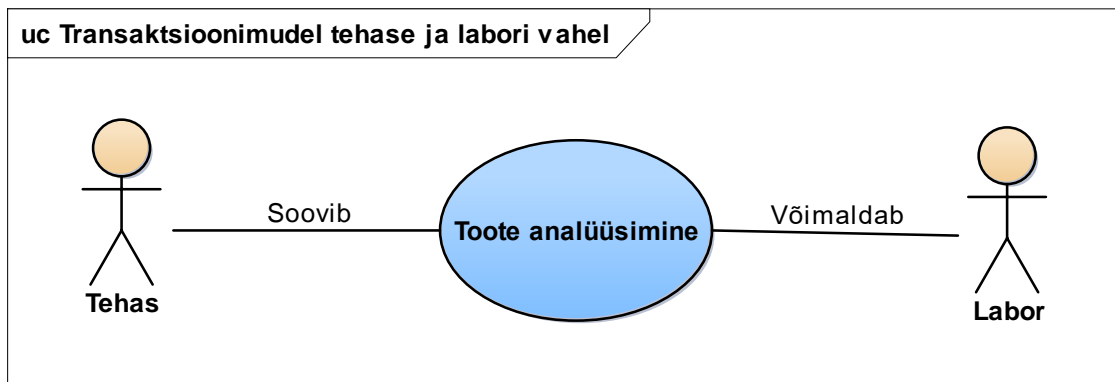 uc Transaktsioonimudel tehase ja labori vahel
Soovib
Toote analüüsimine
Võimaldab
Tehas
Labor